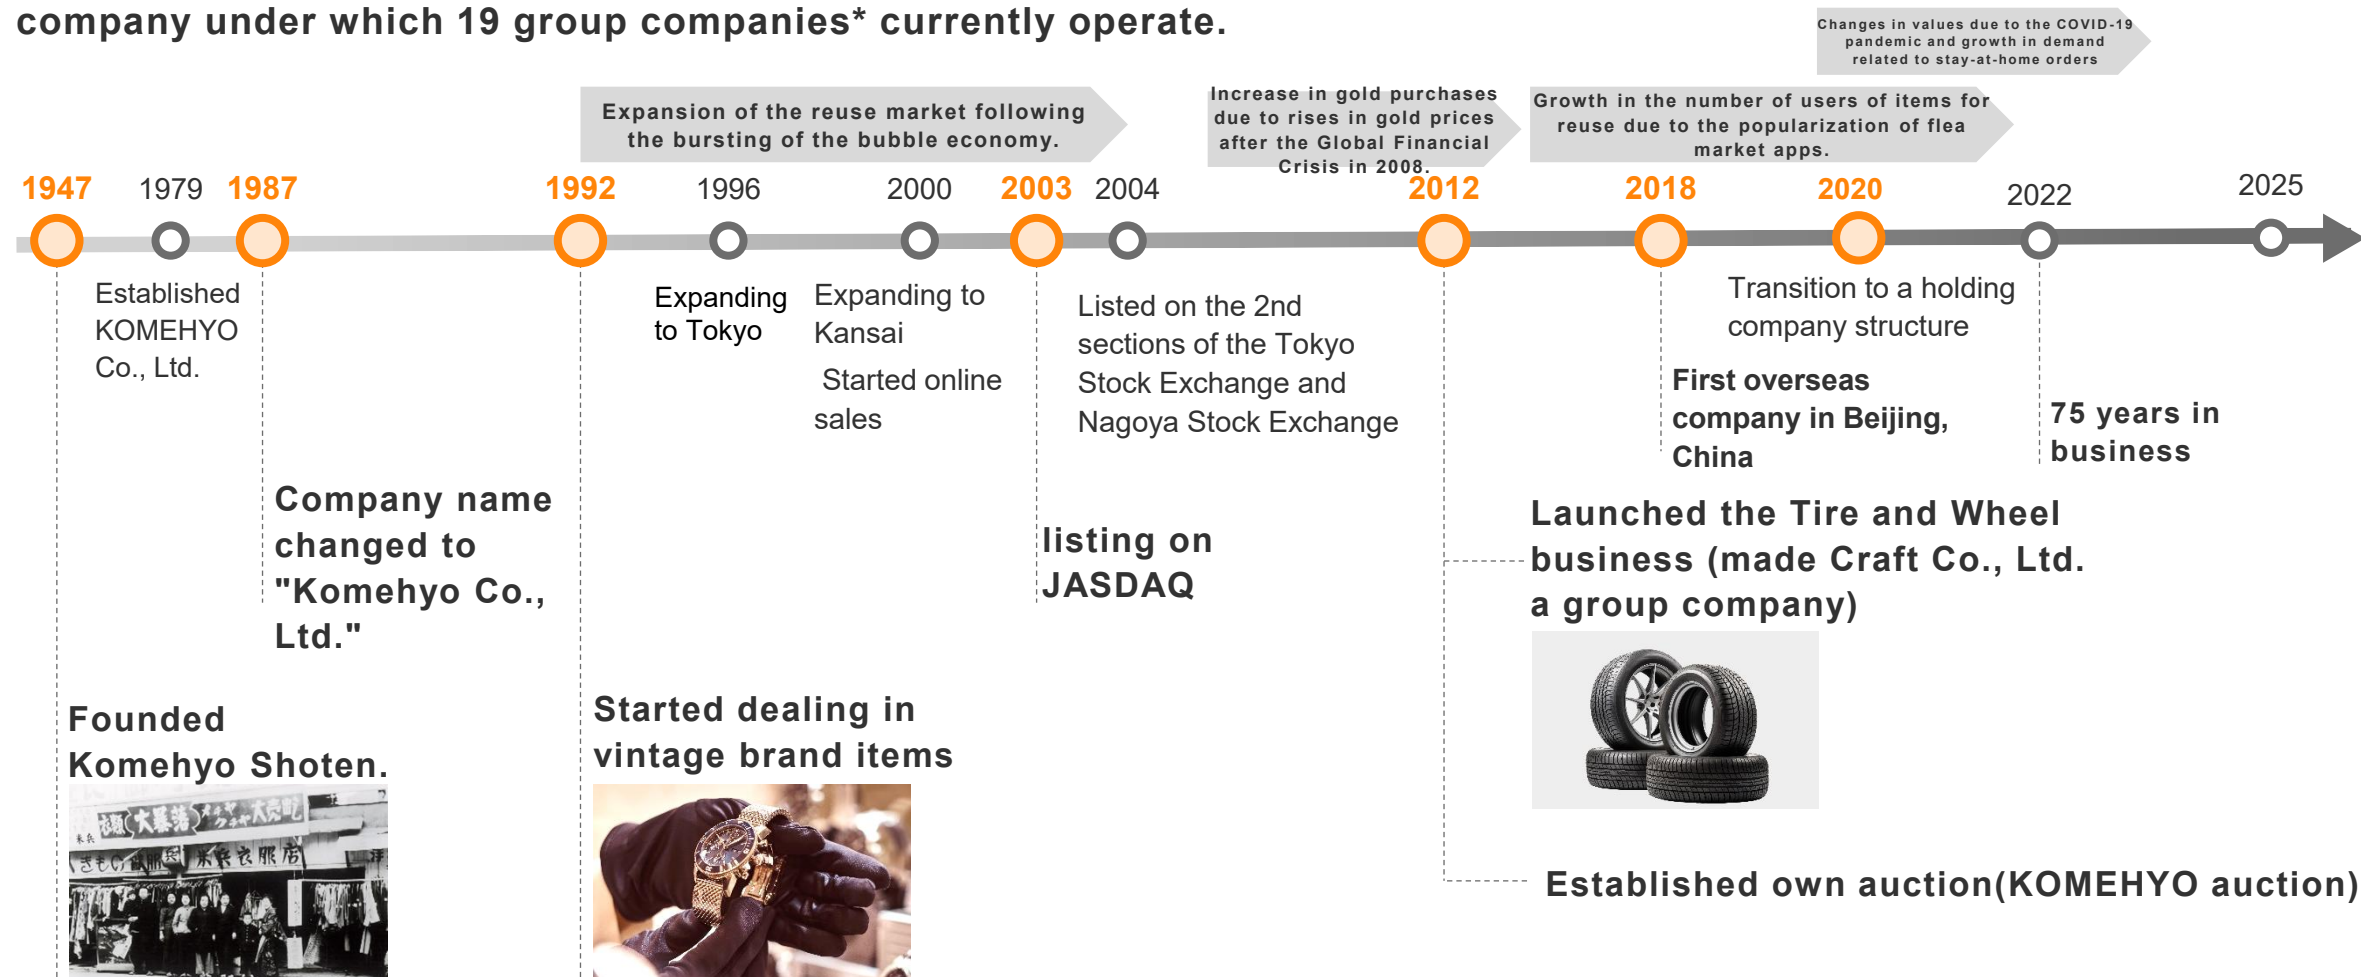 company under which 19 group companies* currently operate.
Changes in values due to the COVID-19
pandemic and growth in demand
related to stay-at-home orders
Expansion of the reuse market following
the bursting of the bubble economy.
Increase in gold purchases
due to rises in gold prices
after the Global Financial
Crisis in 2008.
Growth in the number of users of items for
reuse due to the popularization of flea
market apps.
1947
1979
1987
1992
1996
2000
2003
2004
2012
2018
2020
2022
2025
Established
KOMEHYO
Co., Ltd.
Expanding
to Tokyo
Expanding to
Kansai
Started online
sales
Listed on the 2nd
sections of the Tokyo
Stock Exchange and
Nagoya Stock Exchange
Transition to a holding
company structure
First overseas
company in Beijing,
China
75 years in
business
Company name
changed to
"Komehyo Co.,
Ltd."
listing on
JASDAQ
Launched the Tire and Wheel
business (made Craft Co., Ltd.
a group company)
Founded
Komehyo Shoten.
Started dealing in
vintage brand items
Established own auction(KOMEHYO auction)
米兵衣服店